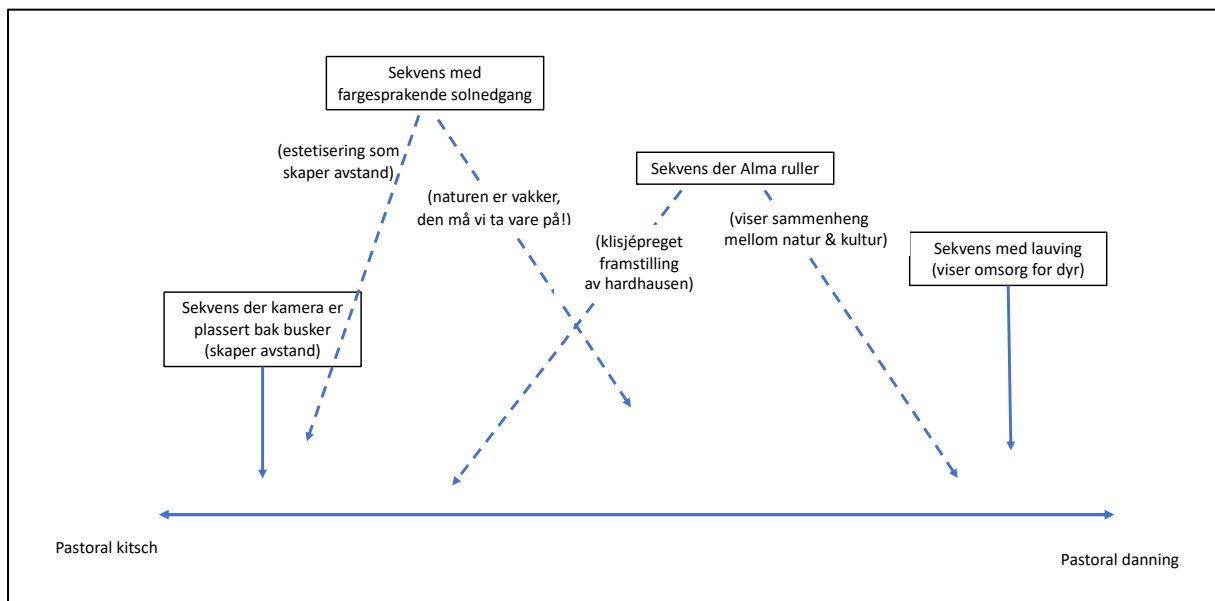 Sekvens med
fargesprakende solnedgang
(estetisering som
skaper avstand)
(naturen er vakker,
den må vi ta vare på!)
Sekvens der Alma ruller
(klisjépreget
framstilling
av hardhausen)
(viser sammenheng
mellom natur & kultur)
Sekvens med lauving
(viser omsorg for dyr)
Sekvens der kamera er
plassert bak busker
(skaper avstand)
Pastoral kitsch
Pastoral danning